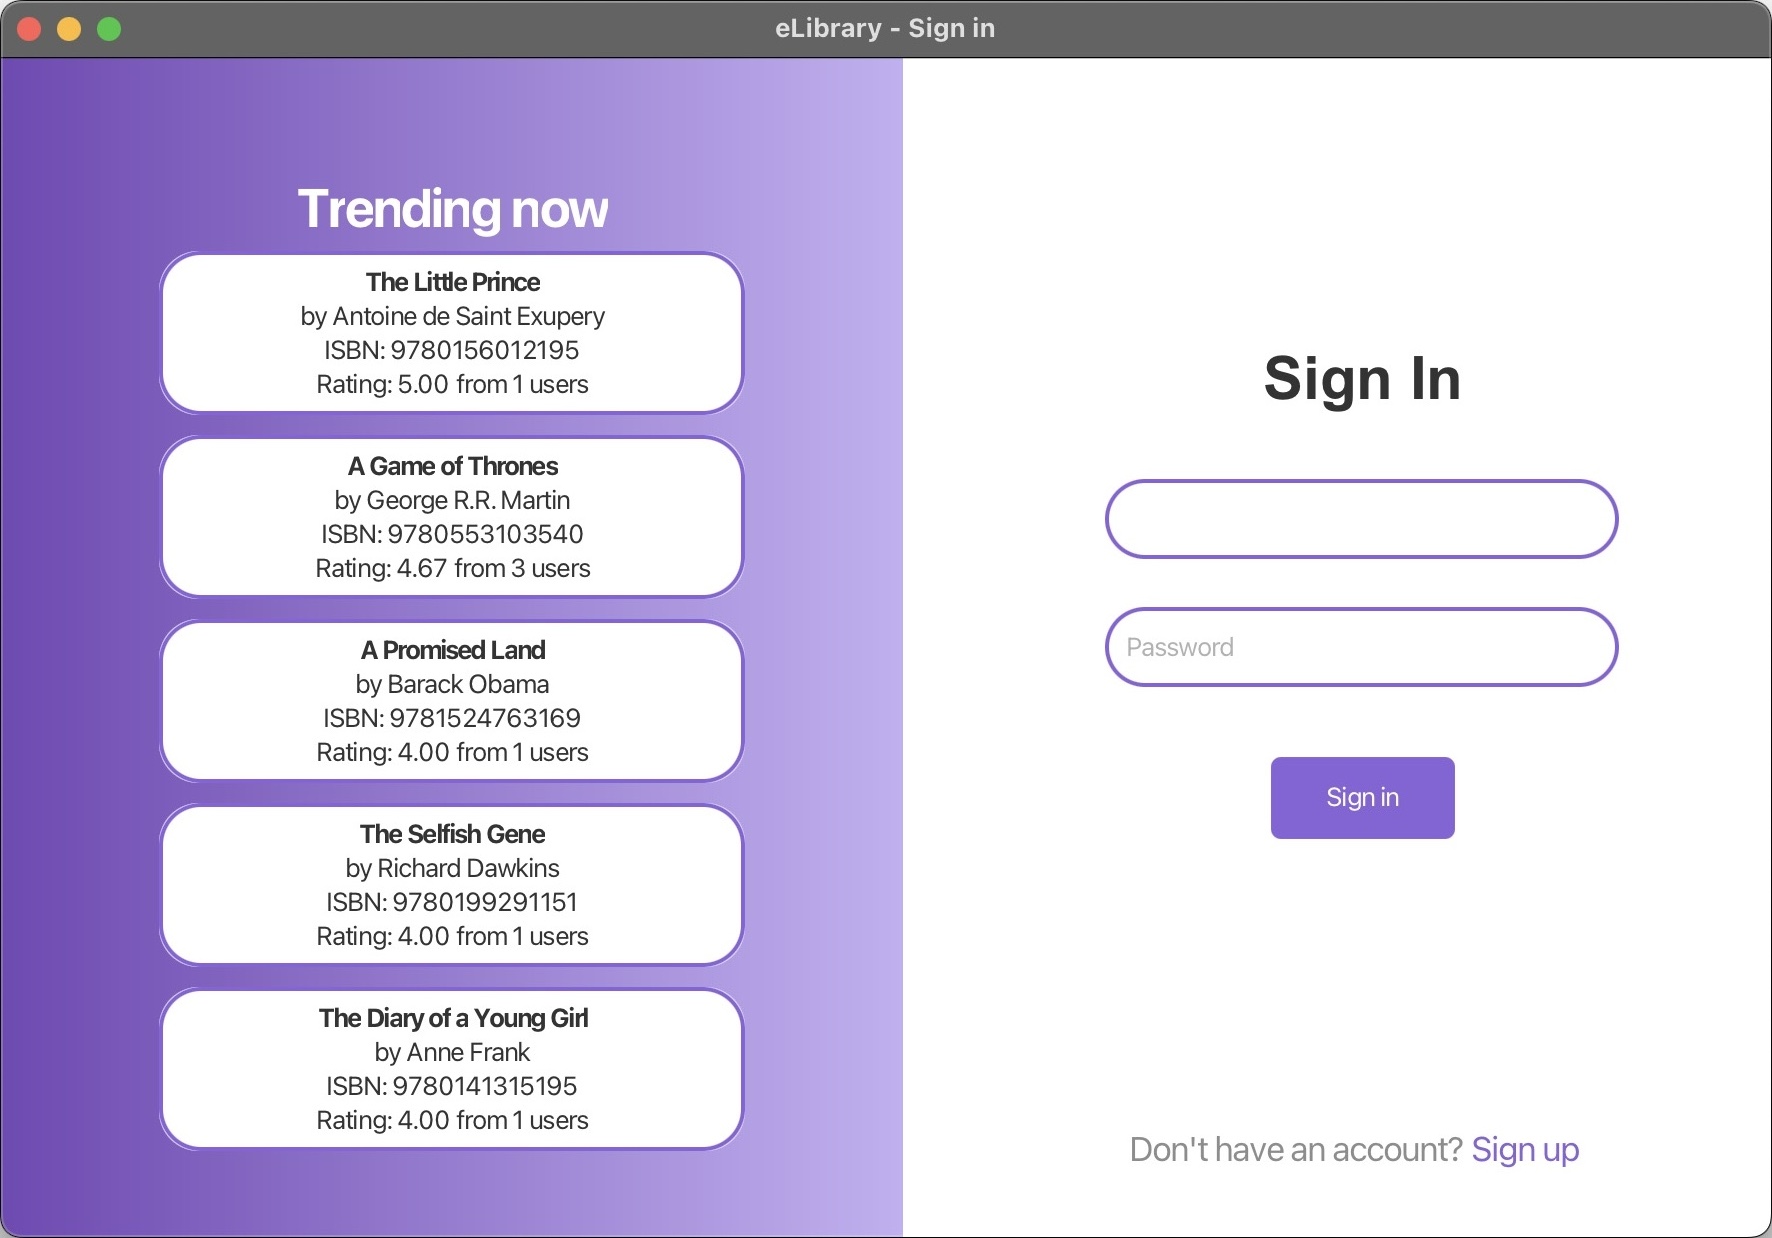 eLibrary - Sign in
Trending now
The Little Prince
by Antoine de Saint Exupery
ISBN: 9780156012195
Rating: 5.00 from 1 users
A Game of Thrones
by George R.R. Martin
ISBN: 9780553103540
Rating: 4.67 from 3 users
A Promised Land
by Barack Obama
ISBN: 9781524763169
Rating: 4.00 from 1 users
The Selfish Gene
by Richard Dawkins
ISBN: 9780199291151
Rating: 4.00 from 1 users
The Diary of a Young Girl
by Anne Frank
ISBN: 9780141315195
Rating: 4.00 from 1 users
Sign In
Password
Sign in
Don't have an account? Sign up